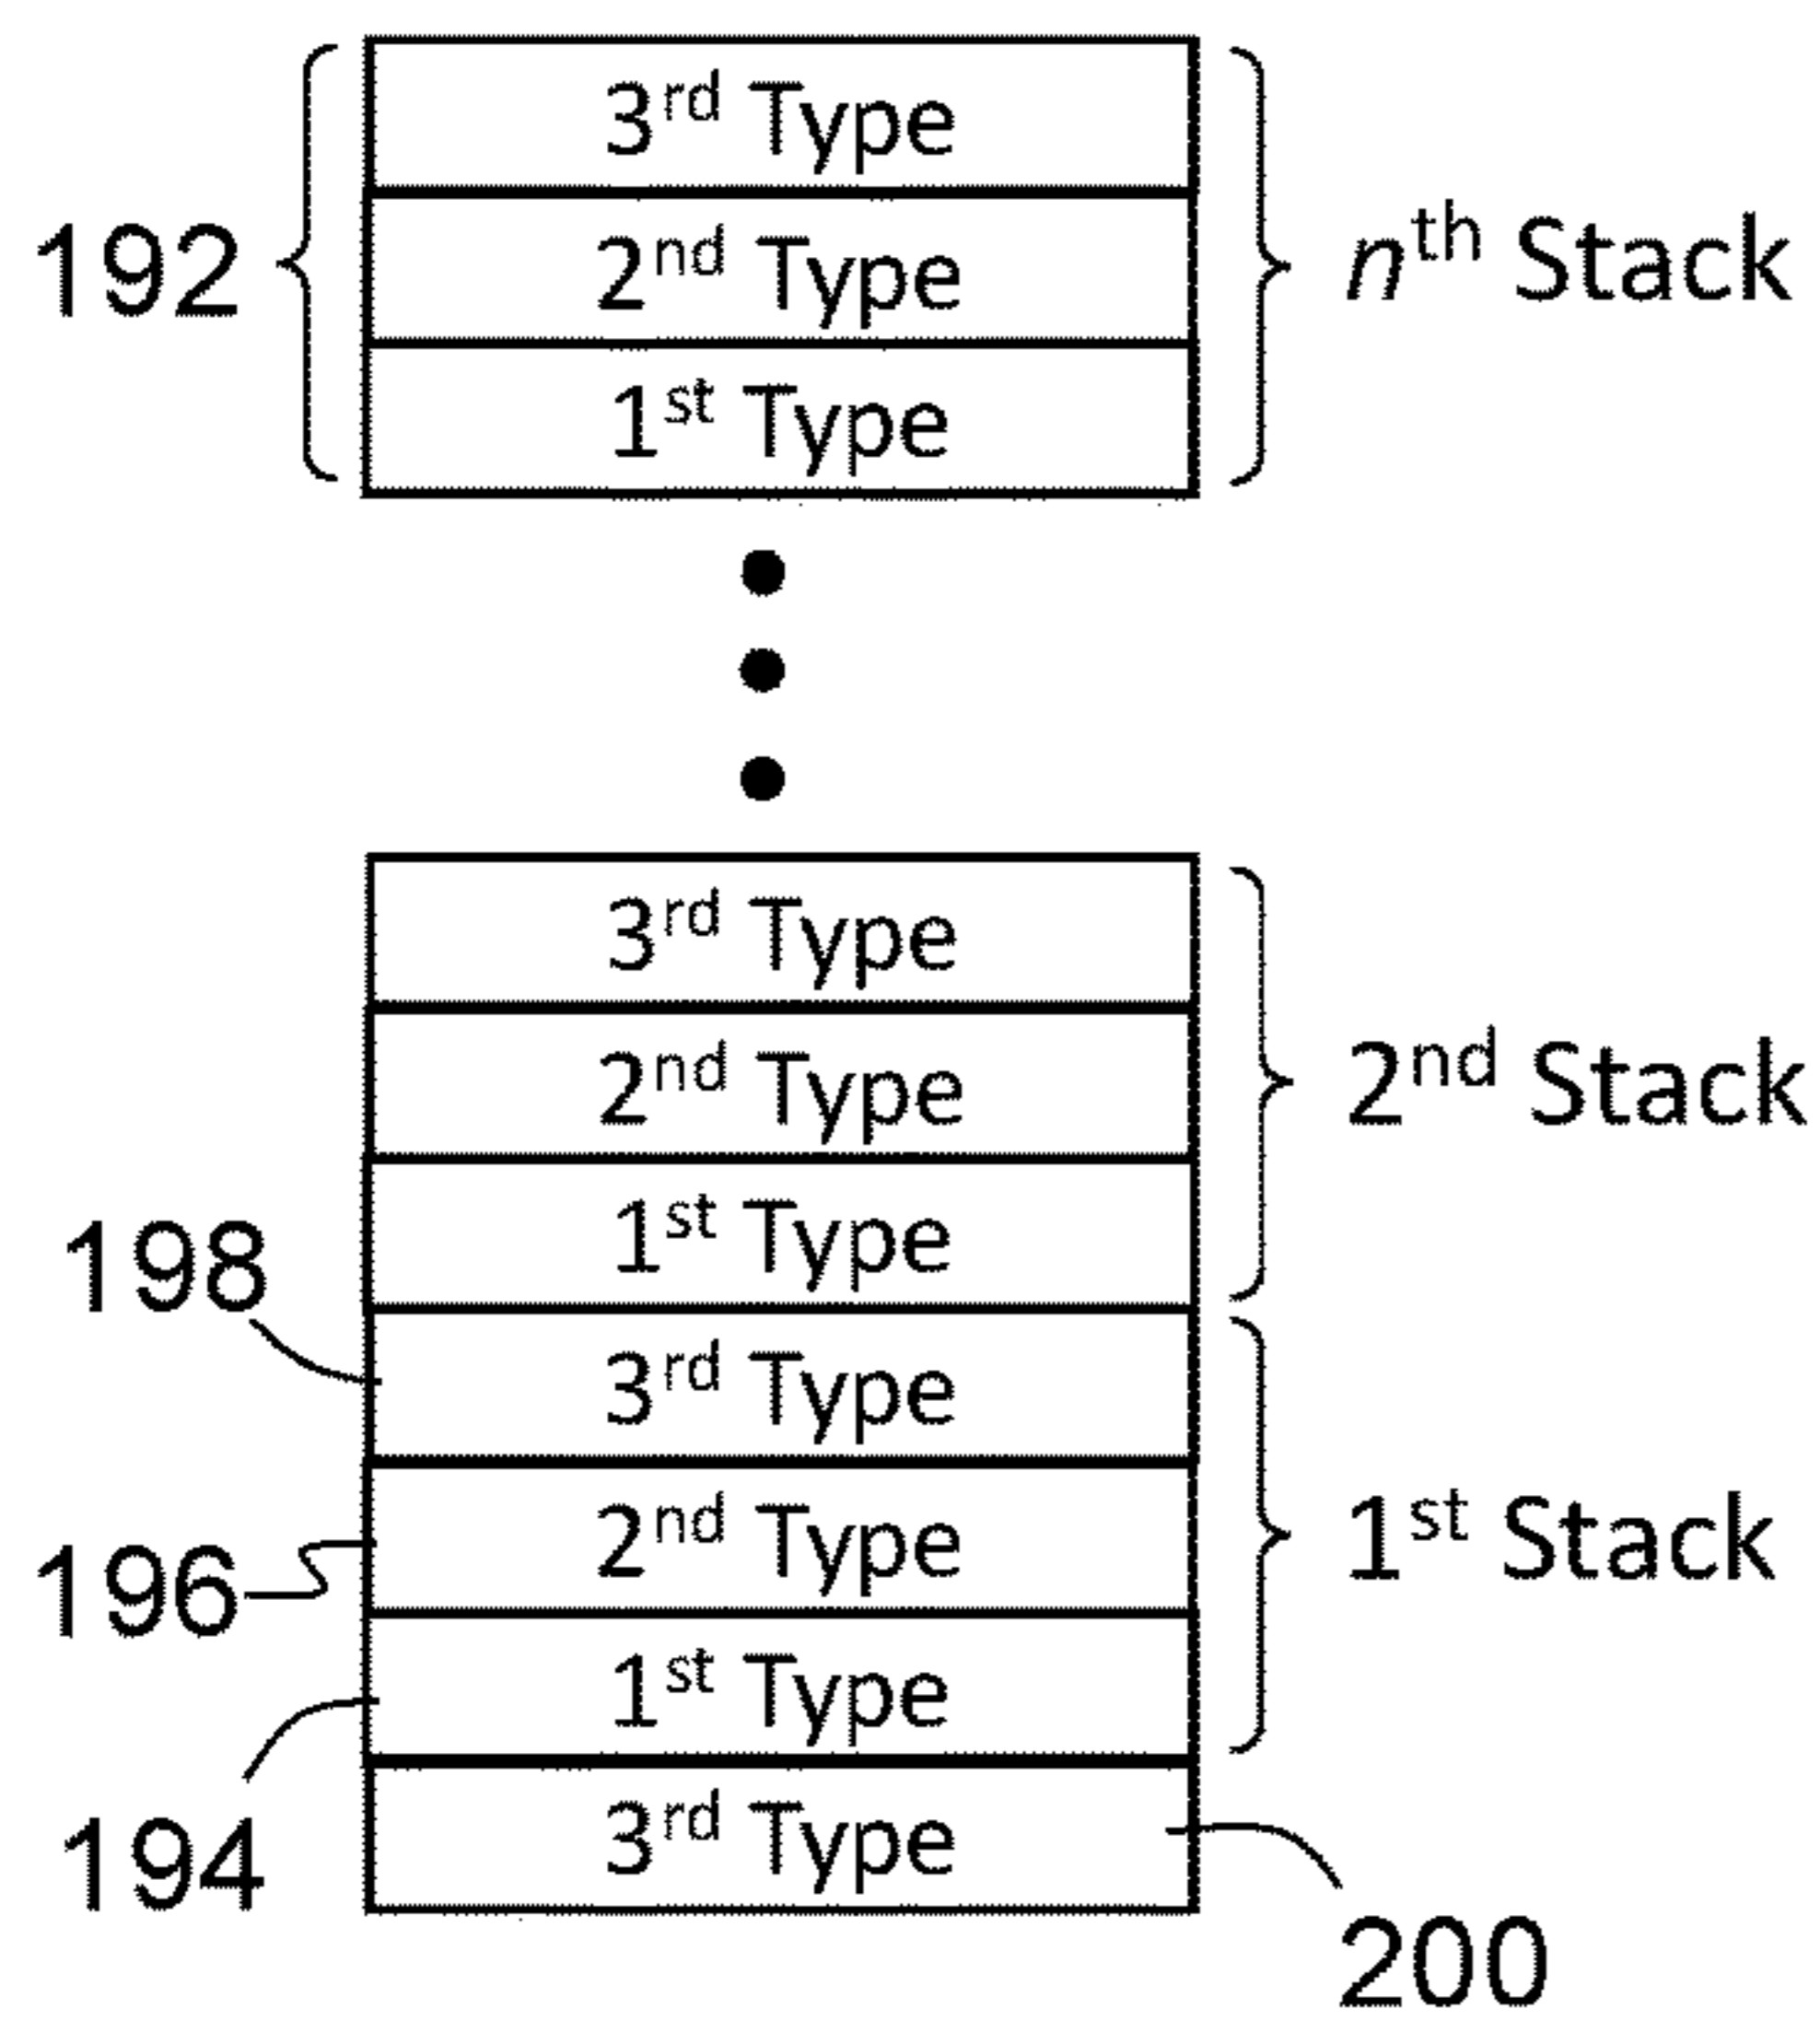 3rd Type
192
2nd Type
nth Stack
1st Type
3rd Type
2nd Type
2nd Stack
1st Type
198
3rd Type
196
2nd Type
1st Stack
1st Type
194
3rd Type
200